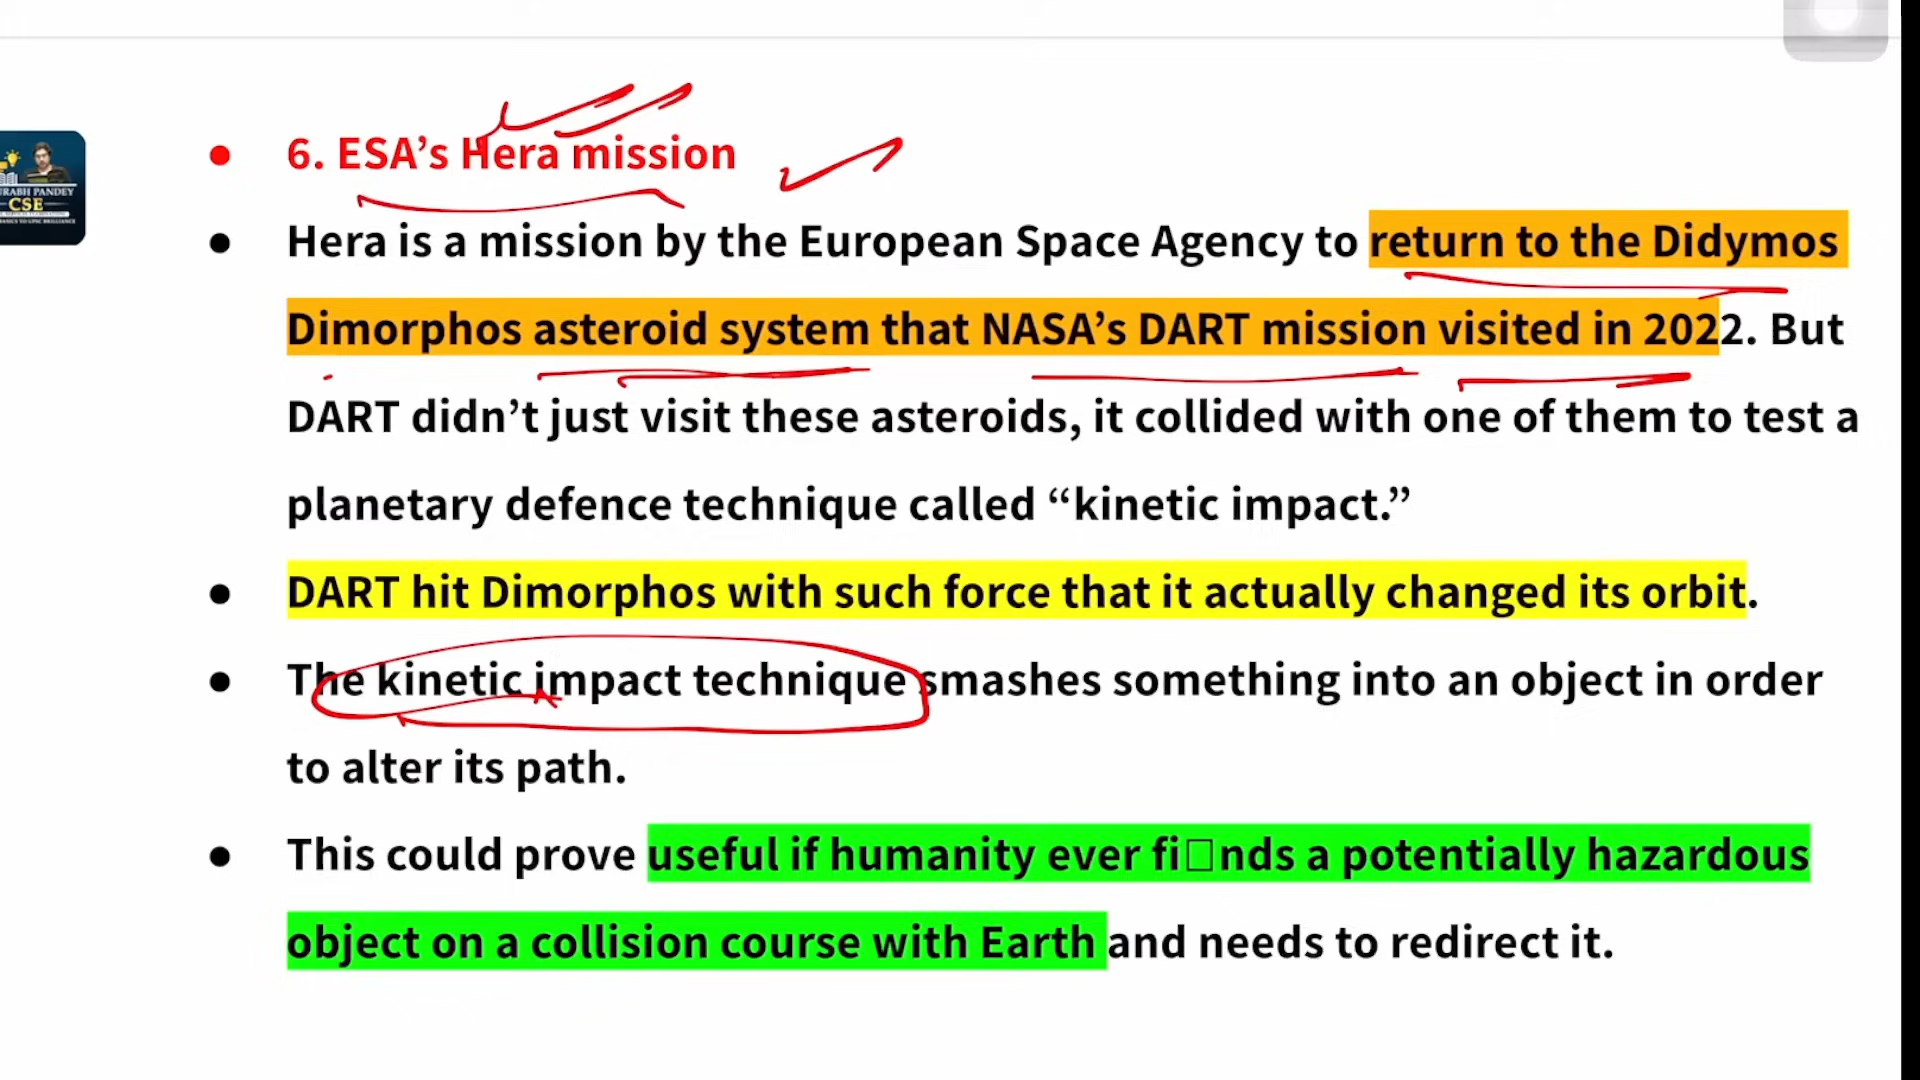 6. ESA’s Hera mission
Hera is a mission by the European Space Agency to return to the Didymos
Dimorphos asteroid system that NASA’s DART mission visited in 2022. But
DART didn’t just visit these asteroids, it collided with one of them to test a
planetary defence technique called “kinetic impact.”
DART hit Dimorphos with such force that it actually changed its orbit.
The kinetic impact technique smashes something into an object in order
to alter its path.
This could prove useful if humanity ever fi□nds a potentially hazardous
object on a collision course with Earth and needs to redirect it.
PANDEY
CSE